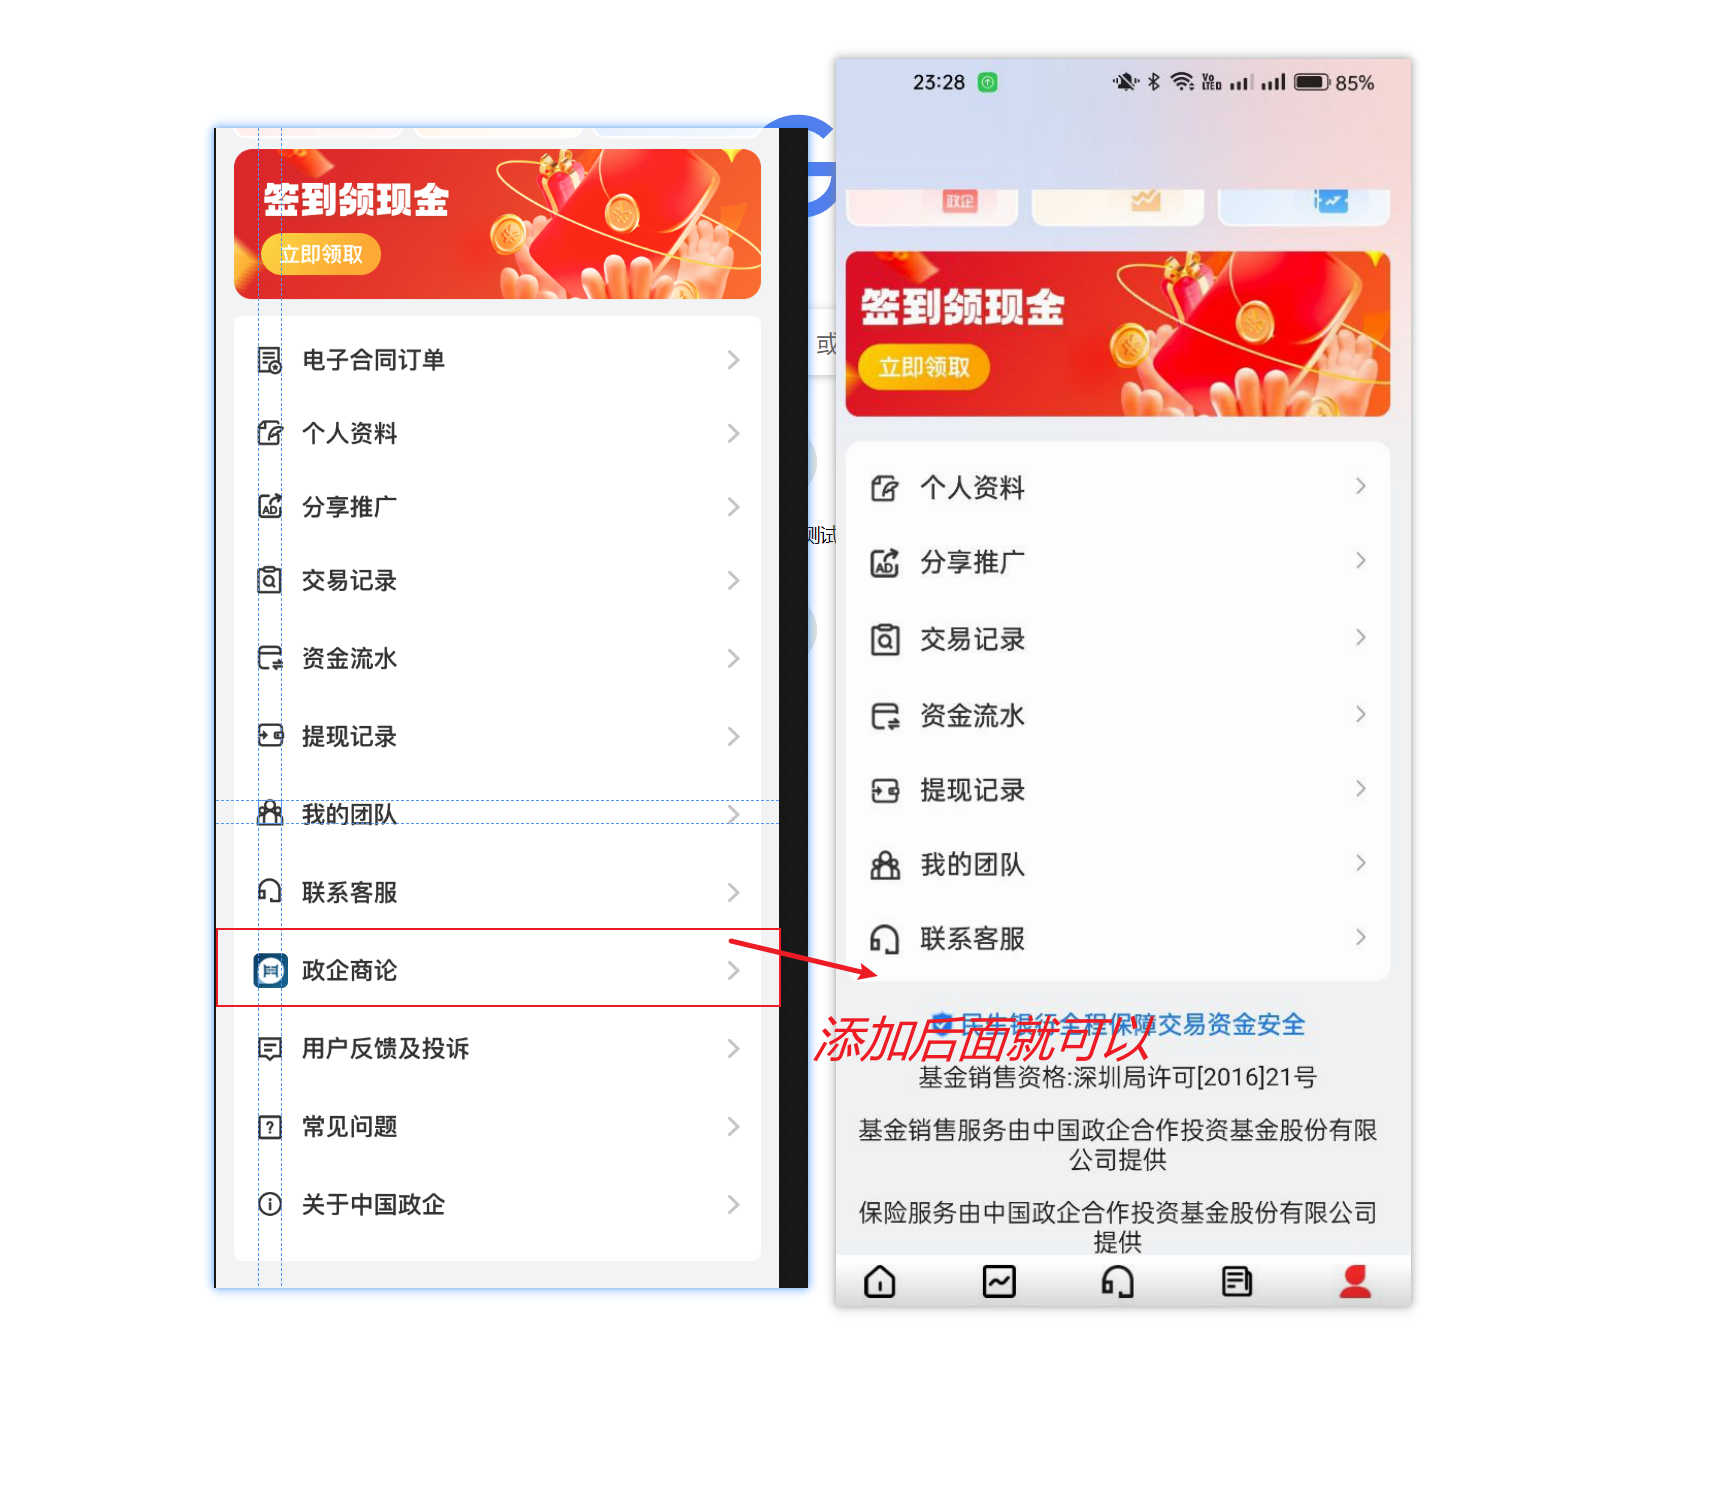 签到领现金
立即领取
电子合同订单
个人资料
分享推广
AD
交易记录
资金流水
提现记录
我的团队
联系客服
政企商论
用户反馈及投诉
常见问题
关于中国政企
或
测试
23:28
85%
政企
签到领现金
立即领取
个人资料
分享推广
AD
交易记录
资金流水
提现记录
我的团队
联系客服
添加后面就可以
民生银行全程保障交易资金安全
基金销售资格:深圳局许可[2016]21号
基金销售服务由中国政企合作投资基金股份有限
公司提供
保险服务由中国政企合作投资基金股份有限公司
提供